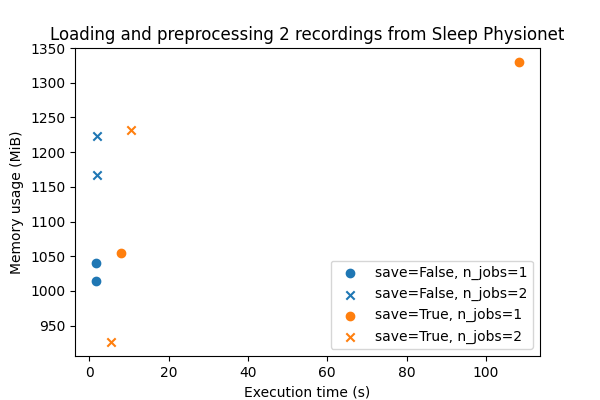 Loading and preprocessing 2 recordings from Sleep Physionet
1350
1300
1250
1200
1150
1100
1050
1000
950
Memory usage (MiB)
save=False, n_jobs=1
save=False, n_jobs=2
save=True, n_jobs=1
save=True, n_jobs=2
0 20 40 60 80 100
Execution time (s)